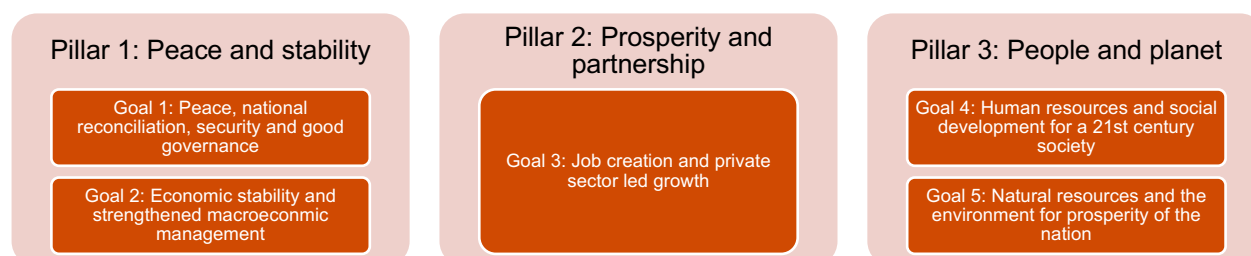 Pillar 1: Peace and stability
Goal 1: Peace, national
reconciliation, security and good
governance
Goal 2: Economic stability and
strengthened macroeconmic
management
Pillar 2: Prosperity and
partnership
Goal 3: Job creation and private
sector led growth
Pillar 3: People and planet
Goal 4: Human resources and social
development for a 21st century
society
Goal 5: Natural resources and the
environment for prosperity of the
nation